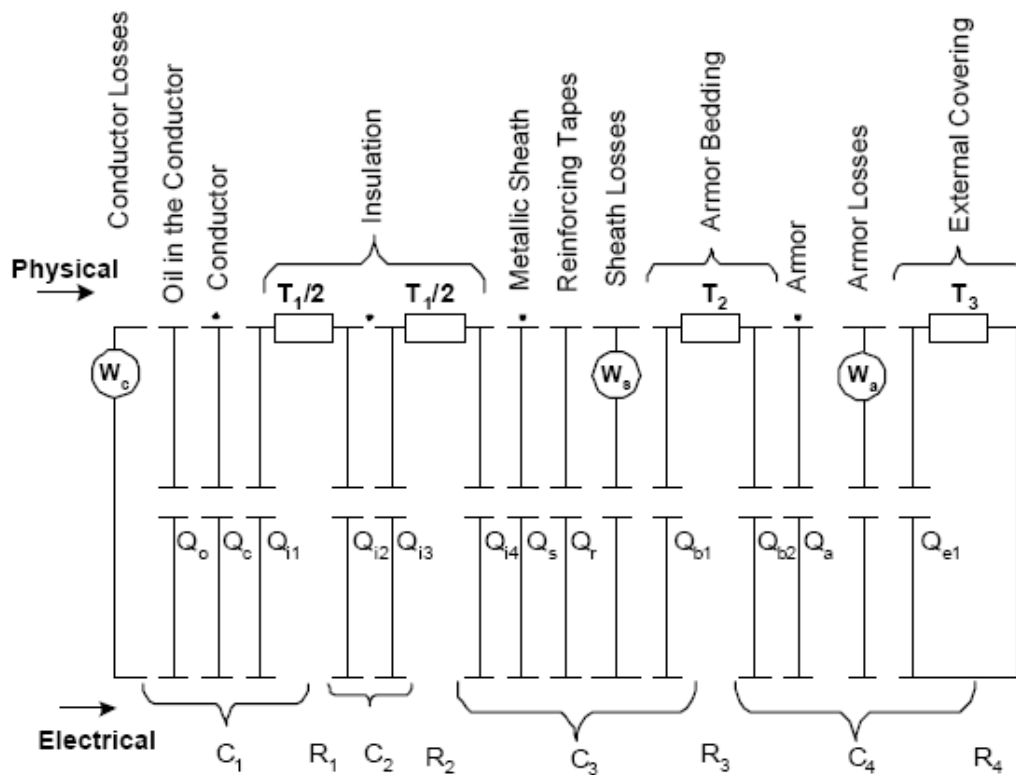 Conductor Losses
Oil in the Conductor
Conductor
Insulation
Metallic Sheath
Reinforcing Tapes
Sheath Losses
Armor Bedding
Armor
Armor Losses
External Covering
Physical
T1/2
T1/2
T2
T3
Wc
Ws
Wa
Qo
Qc
Qi1
Qi2
Qi3
Qi4
Qs
Qr
Qb1
Qb2
Qa
Qe1
Electrical
C1
R1
C2
R2
C3
R3
C4
R4